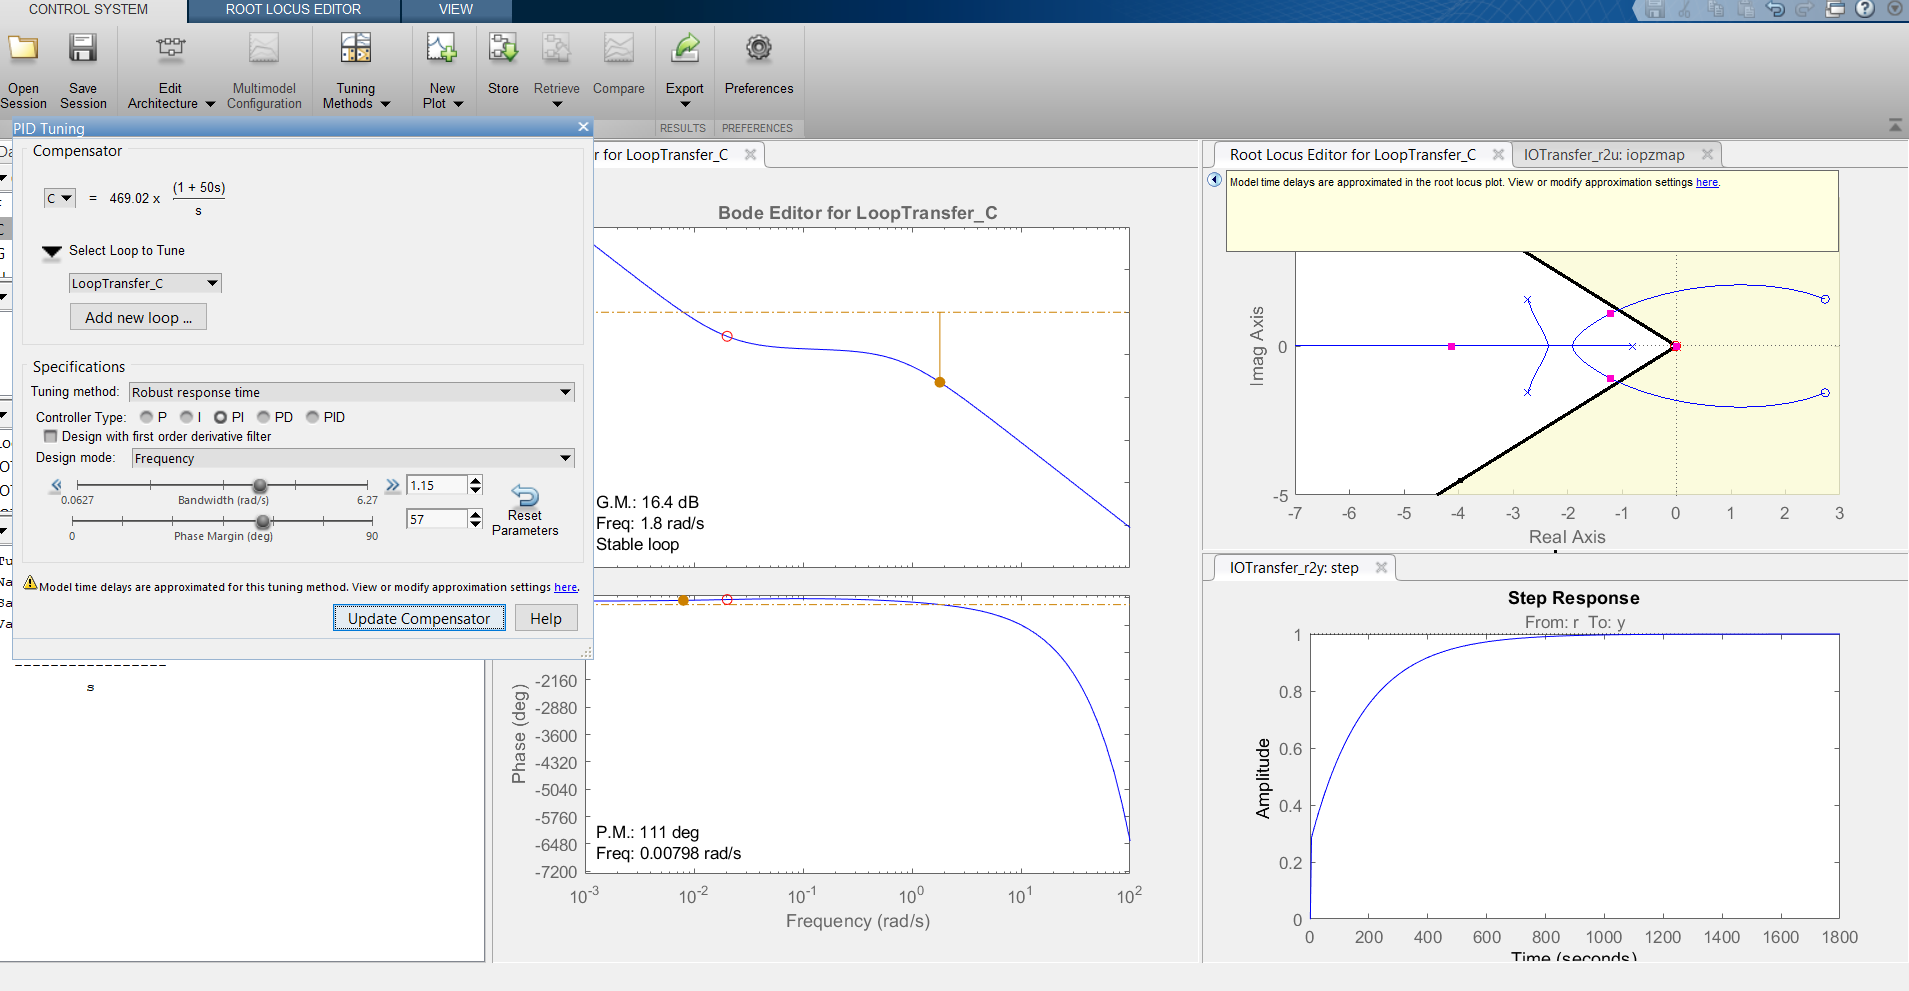 CONTROL SYSTEM
ROOT LOCUS EDITOR
VIEW
Open
Session
Save
Session
Edit
Architecture
Multimodel
Configuration
Tuning
Methods
New
Plot
Store
Retrieve
Compare
Export
Preferences
RESULTS
PREFERENCES
PID Tuning
Compensator
C
= 469.02 x
(1 + 50s)
s
Select Loop to Tune
LoopTransfer_C
Add new loop ...
Specifications
Tuning method:
Robust response time
Controller Type:
P
I
PI
PD
PID
Design with first order derivative filter
Design mode:
Frequency
0.0627
Bandwidth (rad/s)
6.27
1.15
0
Phase Margin (deg)
90
57
Reset
Parameters
Model time delays are approximated for this tuning method. View or modify approximation settings here.
Update Compensator
Help
-----------------
s
r for LoopTransfer_C
Bode Editor for LoopTransfer_C
G.M.: 16.4 dB
Freq: 1.8 rad/s
Stable loop
P.M.: 111 deg
Freq: 0.00798 rad/s
Phase (deg)
-2160
-2880
-3600
-4320
-5040
-5760
-6480
-7200
10-3
10-2
10-1
100
101
102
Frequency (rad/s)
Root Locus Editor for LoopTransfer_C
IOTransfer_r2u: iopzmap
Model time delays are approximated in the root locus plot. View or modify approximation settings here.
Imag Axis
0
-5
-7
-6
-5
-4
-3
-2
-1
0
1
2
3
Real Axis
IOTransfer_r2y: step
Step Response
From: r To: y
Amplitude
1
0.8
0.6
0.4
0.2
0
0
200
400
600
800
1000
1200
1400
1600
1800
Time (seconds)